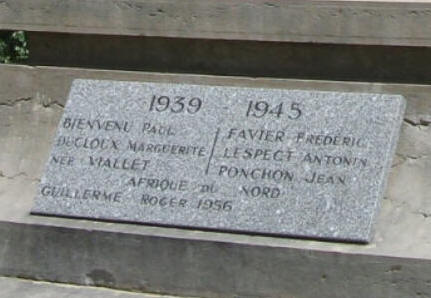 1939 1945
BIENVENU PAUL
DUCLOUX MARGUERITE
NÉE VIALLET
FAVIER FRÉDÉRIC
LESPECT ANTONIN
PONCHON JEAN
AFRIQUE DU NORD
GUILLERME ROGER 1956